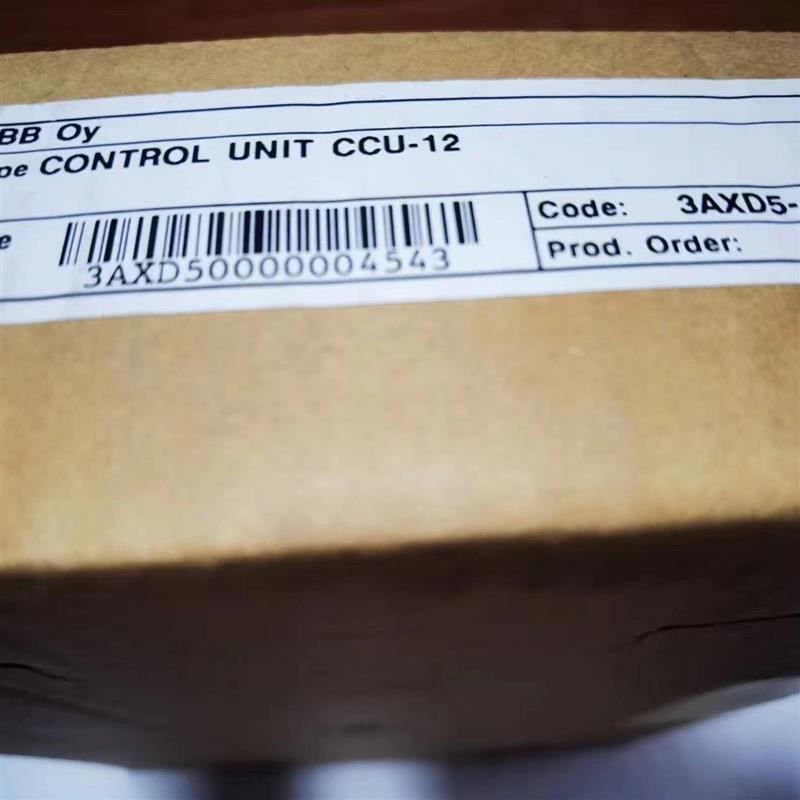 BB Oy
pe CONTROL UNIT CCU-12
e
3AXD50000004543
Code: 3AXD5-
Prod. Order: